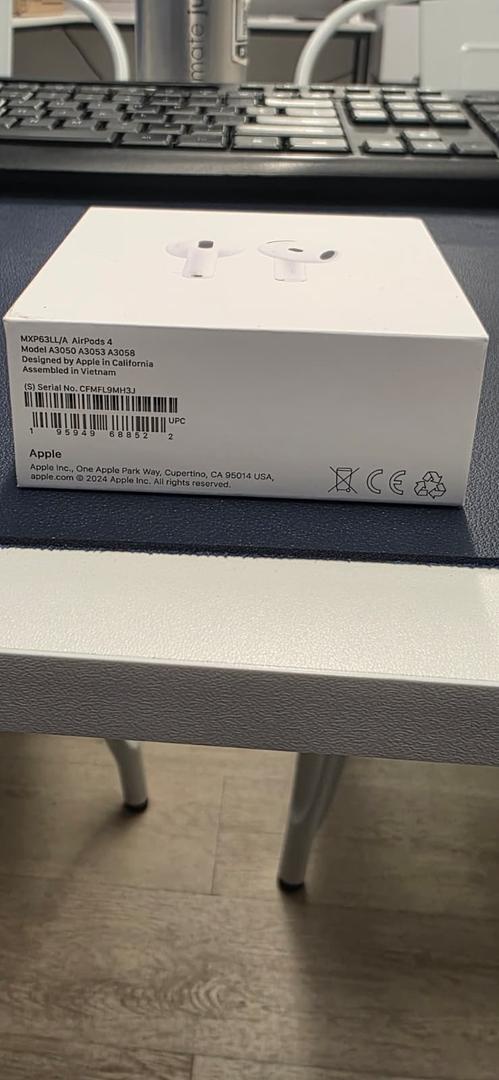 mate
MXP63LL/A AirPods 4
Model A3050 A3053 A3058
Designed by Apple in California
Assembled in Vietnam
(S) Serial No. CFMFL9MH3J
UPC
1 95949 68852 2
Apple
Apple Inc., One Apple Park Way, Cupertino, CA 95014 USA,
apple.com © 2024 Apple Inc. All rights reserved.
CE